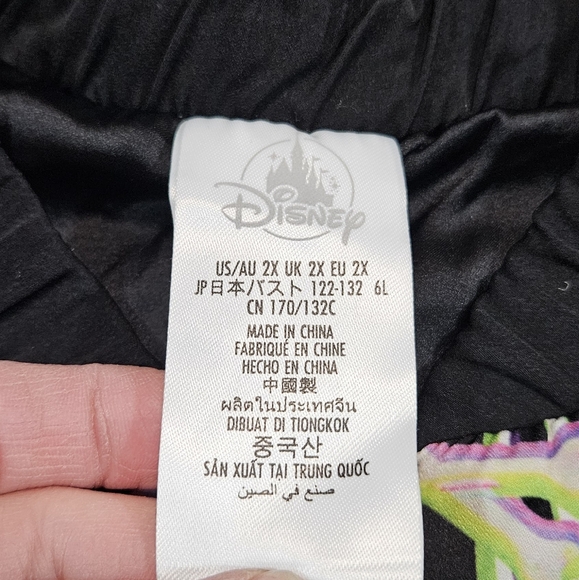 DISNEY
US/AU 2X UK 2X EU 2X
JP日本バスト 122-132 6L
CN 170/132C
MADE IN CHINA
FABRIQUÉ EN CHINE
HECHO EN CHINA
中國製
ผลิตในประเทศจีน
DIBUAT DI TIONGKOK
중국산
SẢN XUẤT TẠI TRUNG QUỐC
صنع في الصين